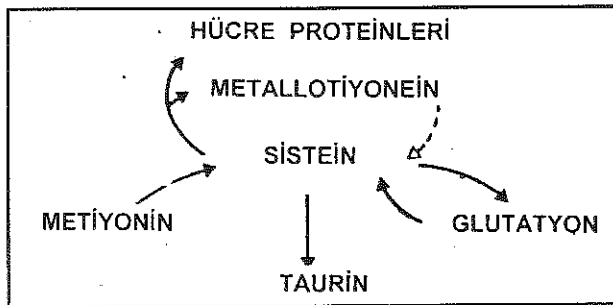 HÜCRE PROTEİNLERİ
METALLOTİYONEİN
SİSTEİN
METİYONİN
GLUTATYON
TAURİN